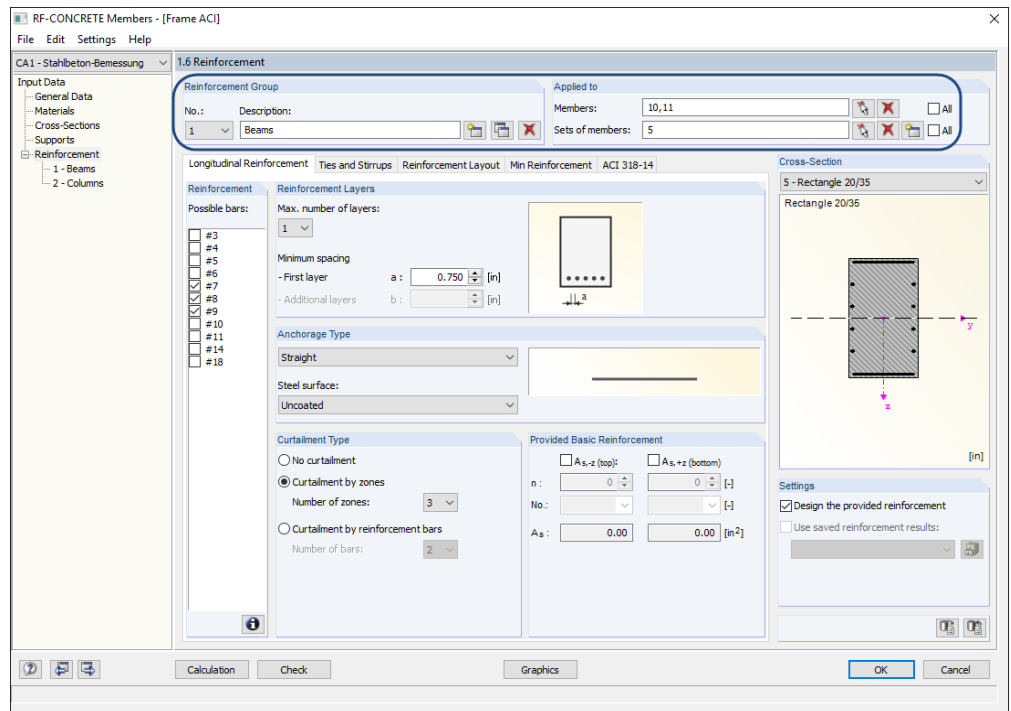 RF-CONCRETE Members - [Frame ACI]
File Edit Settings Help
CA1 - Stahlbeton-Bemessung
1.6 Reinforcement
Input Data
General Data
Materials
Cross-Sections
Supports
Reinforcement
1 - Beams
2 - Columns
Reinforcement Group
No.: Description:
1 Beams
Applied to
Members: 10,11 All
Sets of members: 5 All
Longitudinal Reinforcement Ties and Stirrups Reinforcement Layout Min Reinforcement ACI 318-14
Reinforcement
Possible bars:
#3
#4
#5
#6
#7
#8
#9
#10
#11
#14
#18
Reinforcement Layers
Max. number of layers:
1
Minimum spacing
- First layer a : 0.750 [in]
- Additional layers b : [in]
a
Anchorage Type
Straight
Steel surface:
Uncoated
Curtailment Type
No curtailment
Curtailment by zones
Number of zones: 3
Curtailment by reinforcement bars
Number of bars: 2
Provided Basic Reinforcement
As,-z (top): As,+z (bottom)
n : 0 0 [-]
No.: [-]
As : 0.00 0.00 [in2]
Cross-Section
5 - Rectangle 20/35
Rectangle 20/35
y
z
[in]
Settings
Design the provided reinforcement
Use saved reinforcement results:
Calculation Check Graphics OK Cancel